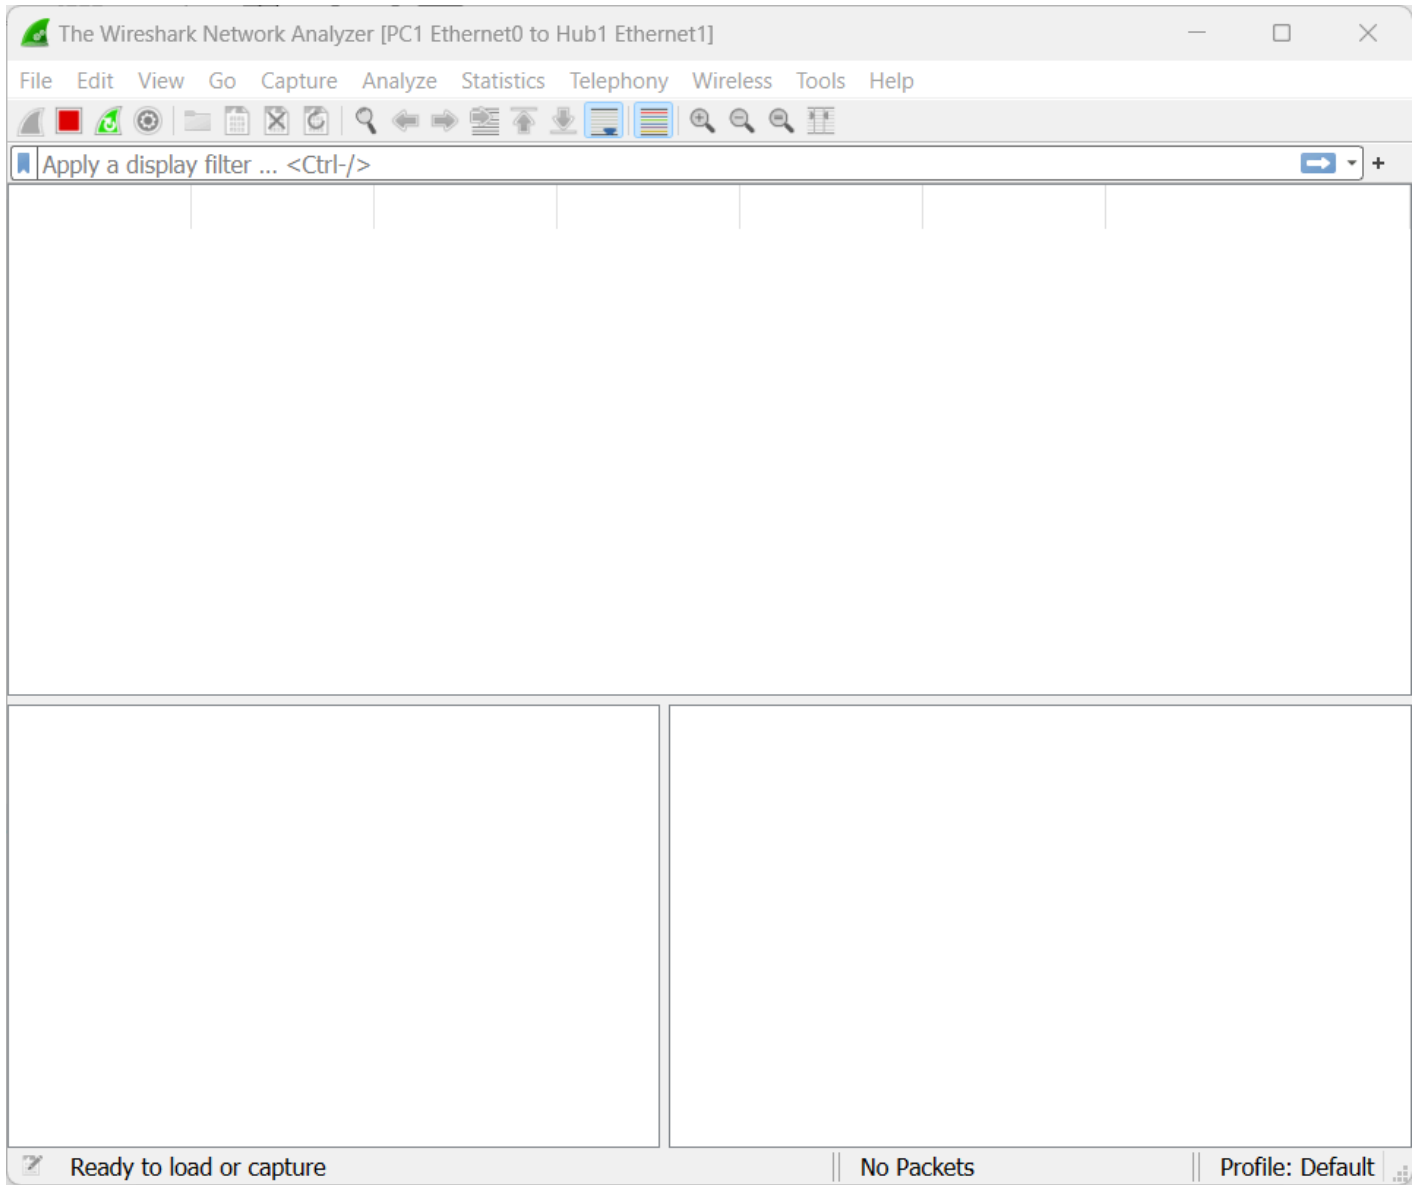 The Wireshark Network Analyzer [PC1 Ethernet0 to Hub1 Ethernet1]
File Edit View Go Capture Analyze Statistics Telephony Wireless Tools Help
Apply a display filter ... <Ctrl-/>
Ready to load or capture No Packets Profile: Default